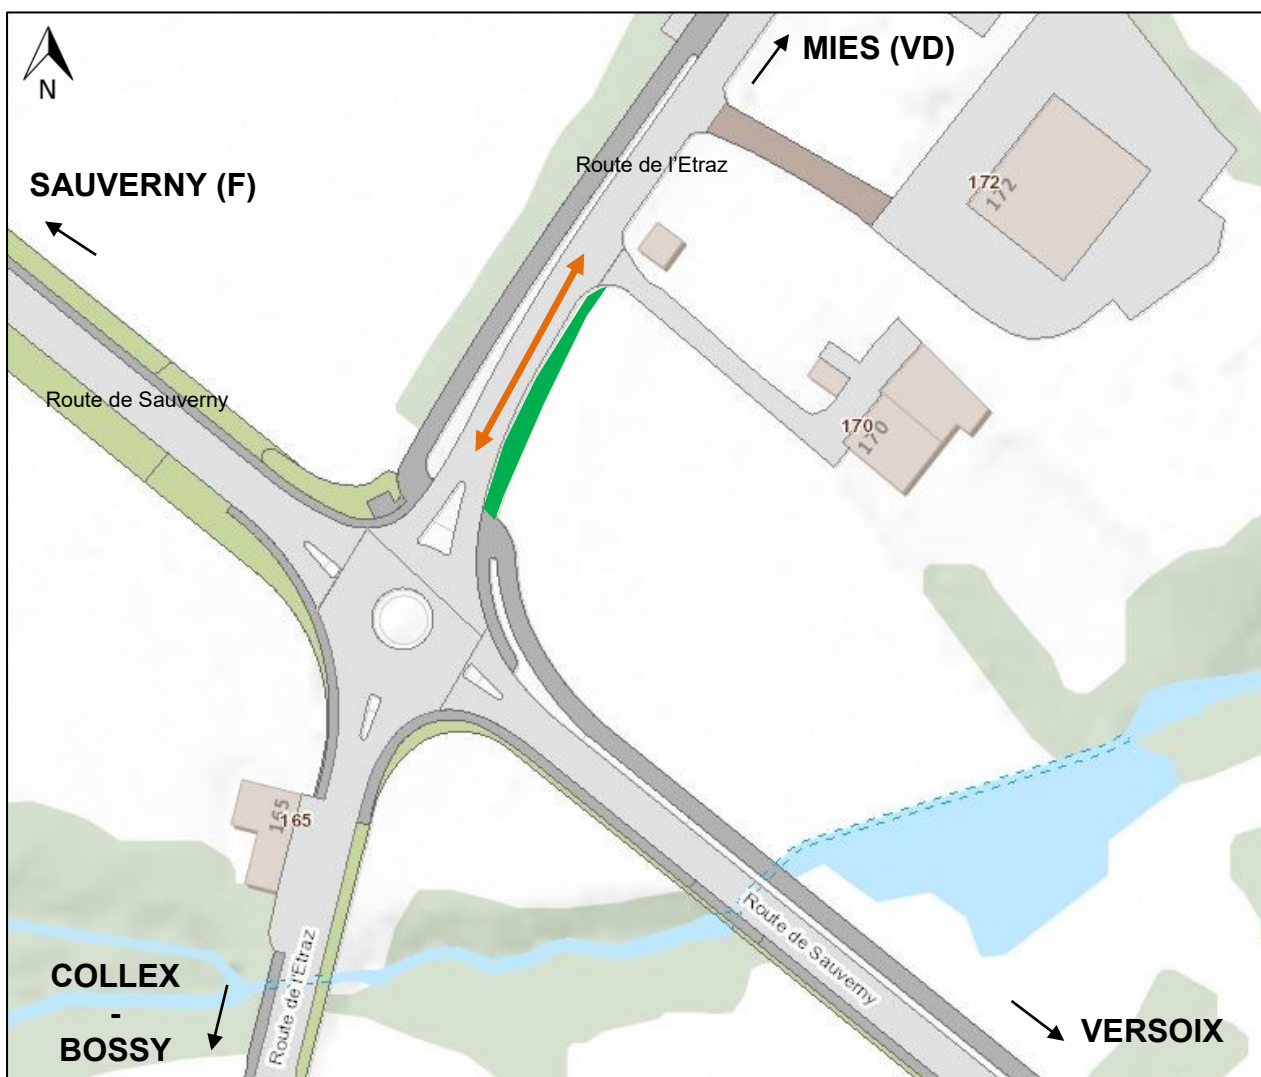 N
MIES (VD)
Route de l'Etraz
SAUVERNY (F)
172
172
Route de Sauverny
170
170
165
165
Route de Sauverny
Route de l'Etraz
COLLEX
-
BOSSY
VERSOIX